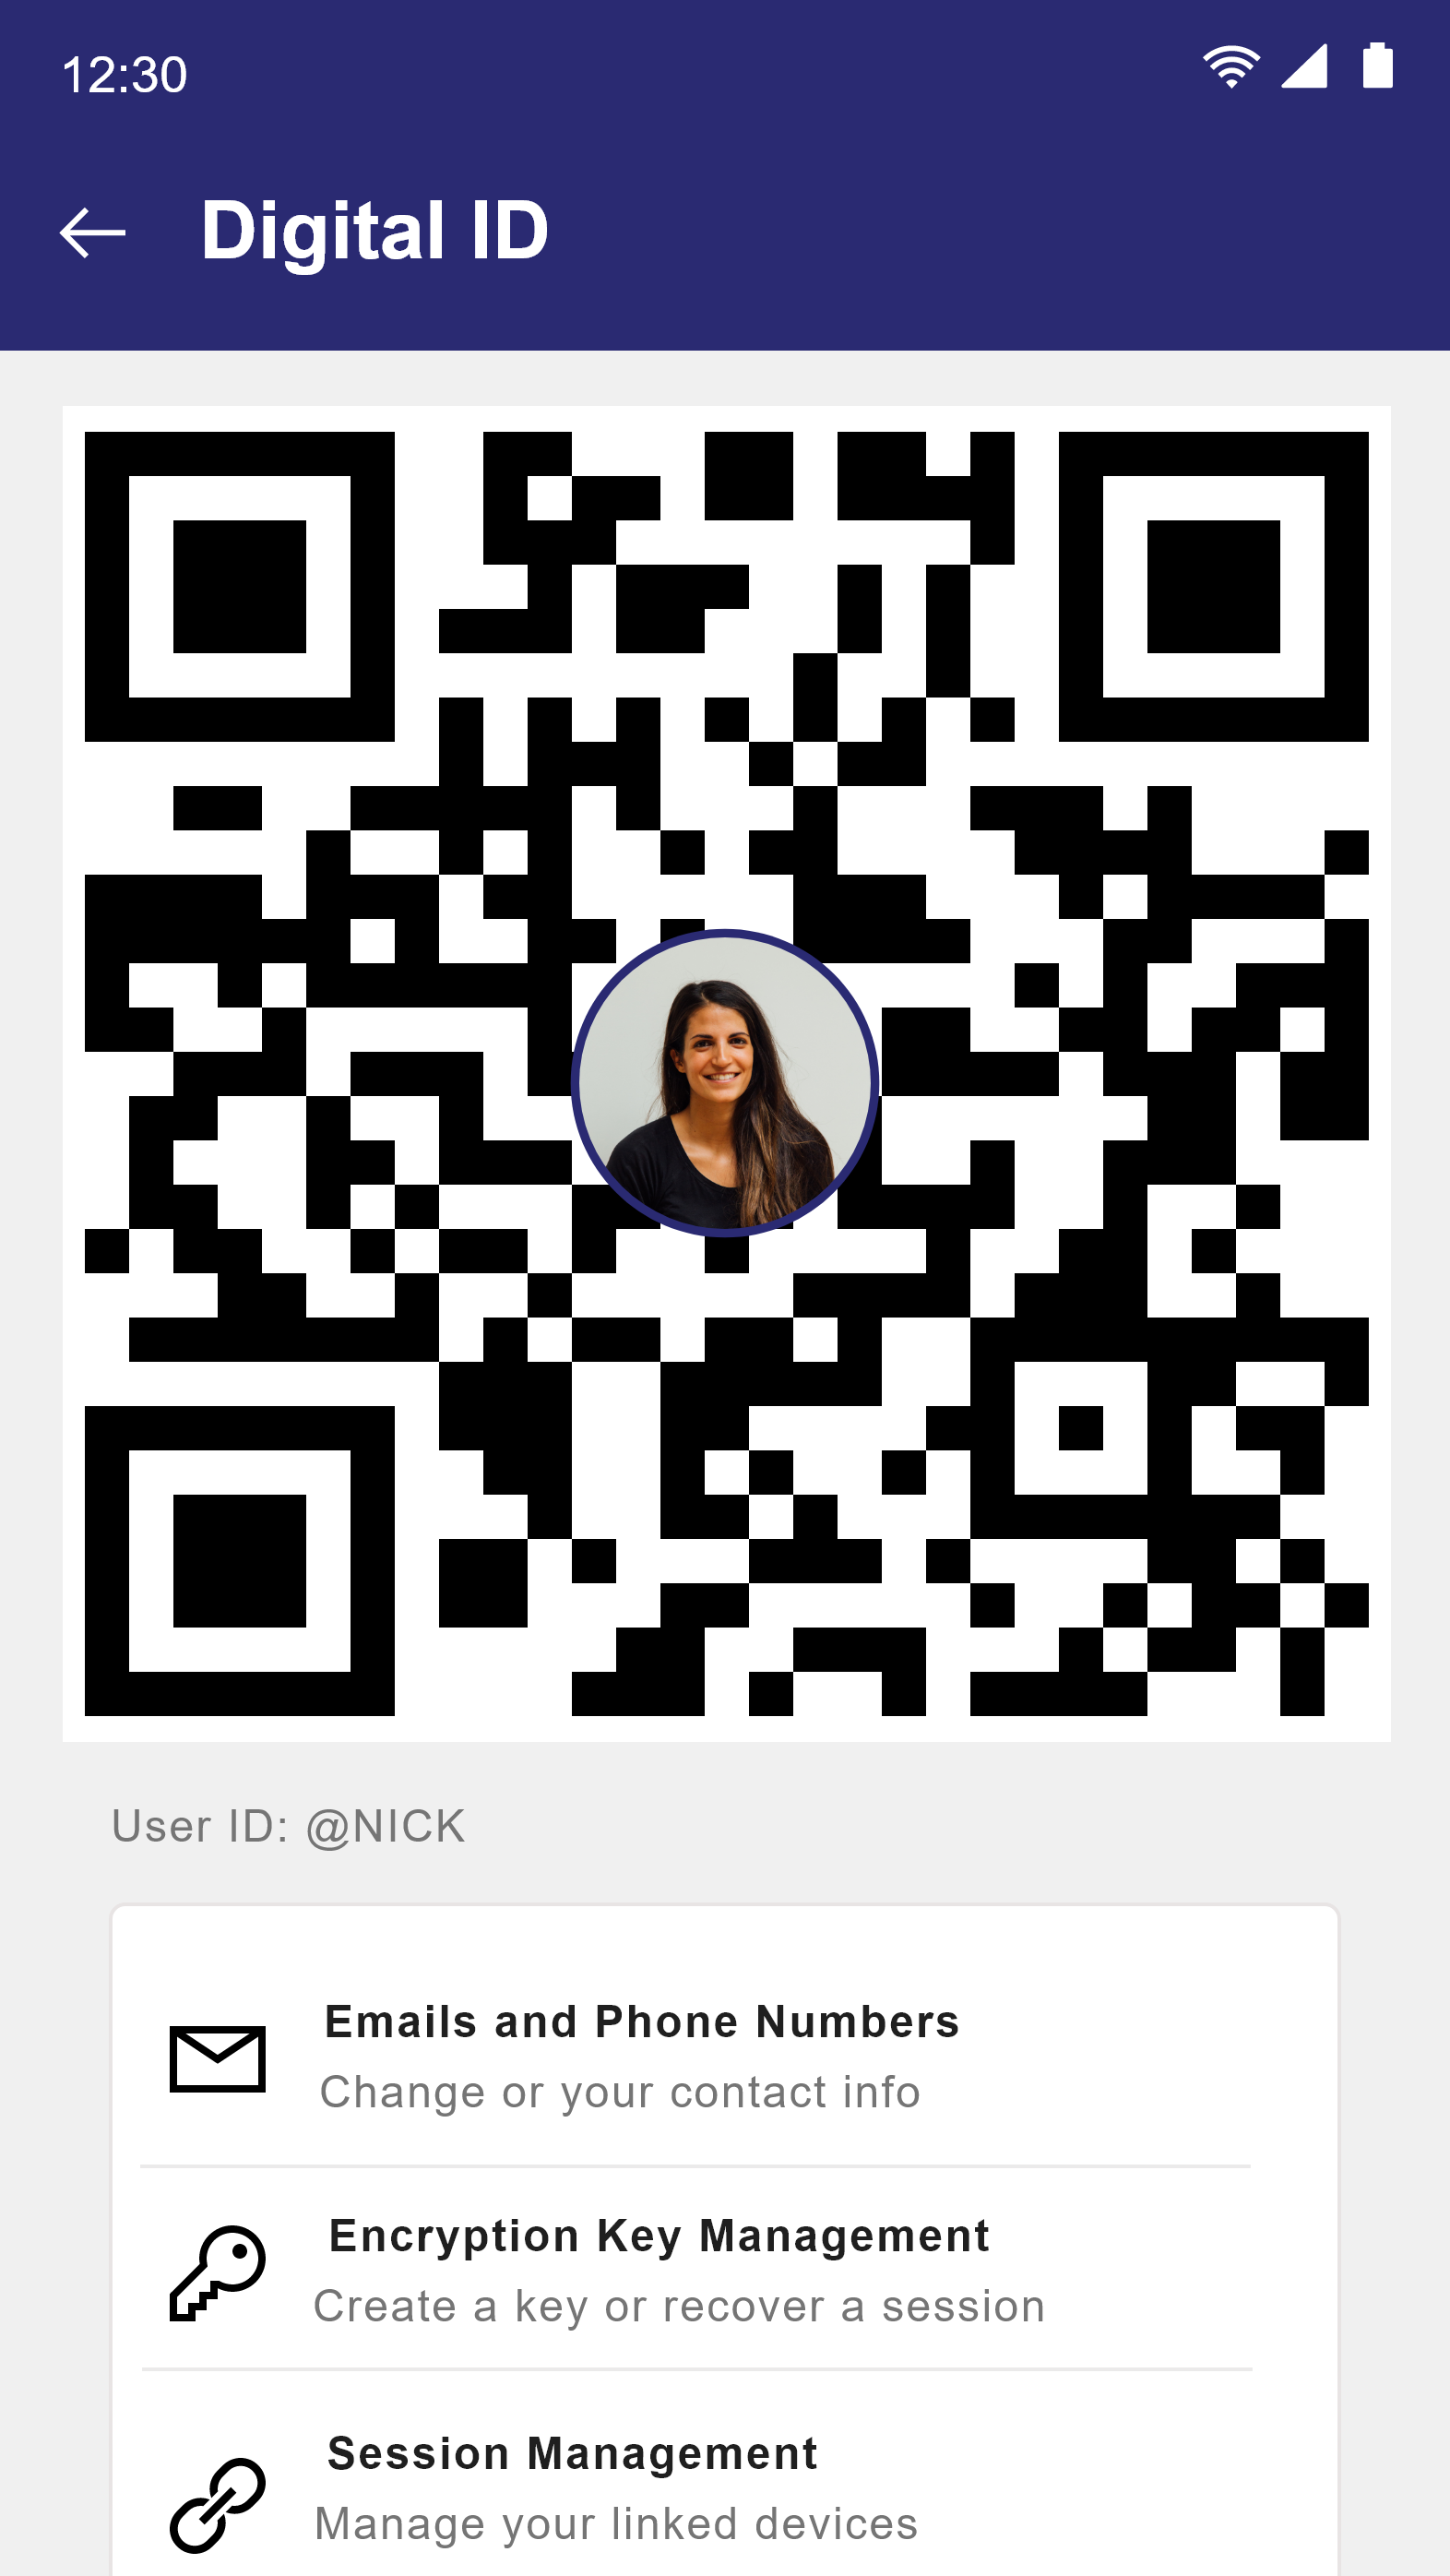 12:30
Digital ID
User ID: @NICK
Emails and Phone Numbers
Change or your contact info
Encryption Key Management
Create a key or recover a session
Session Management
Manage your linked devices